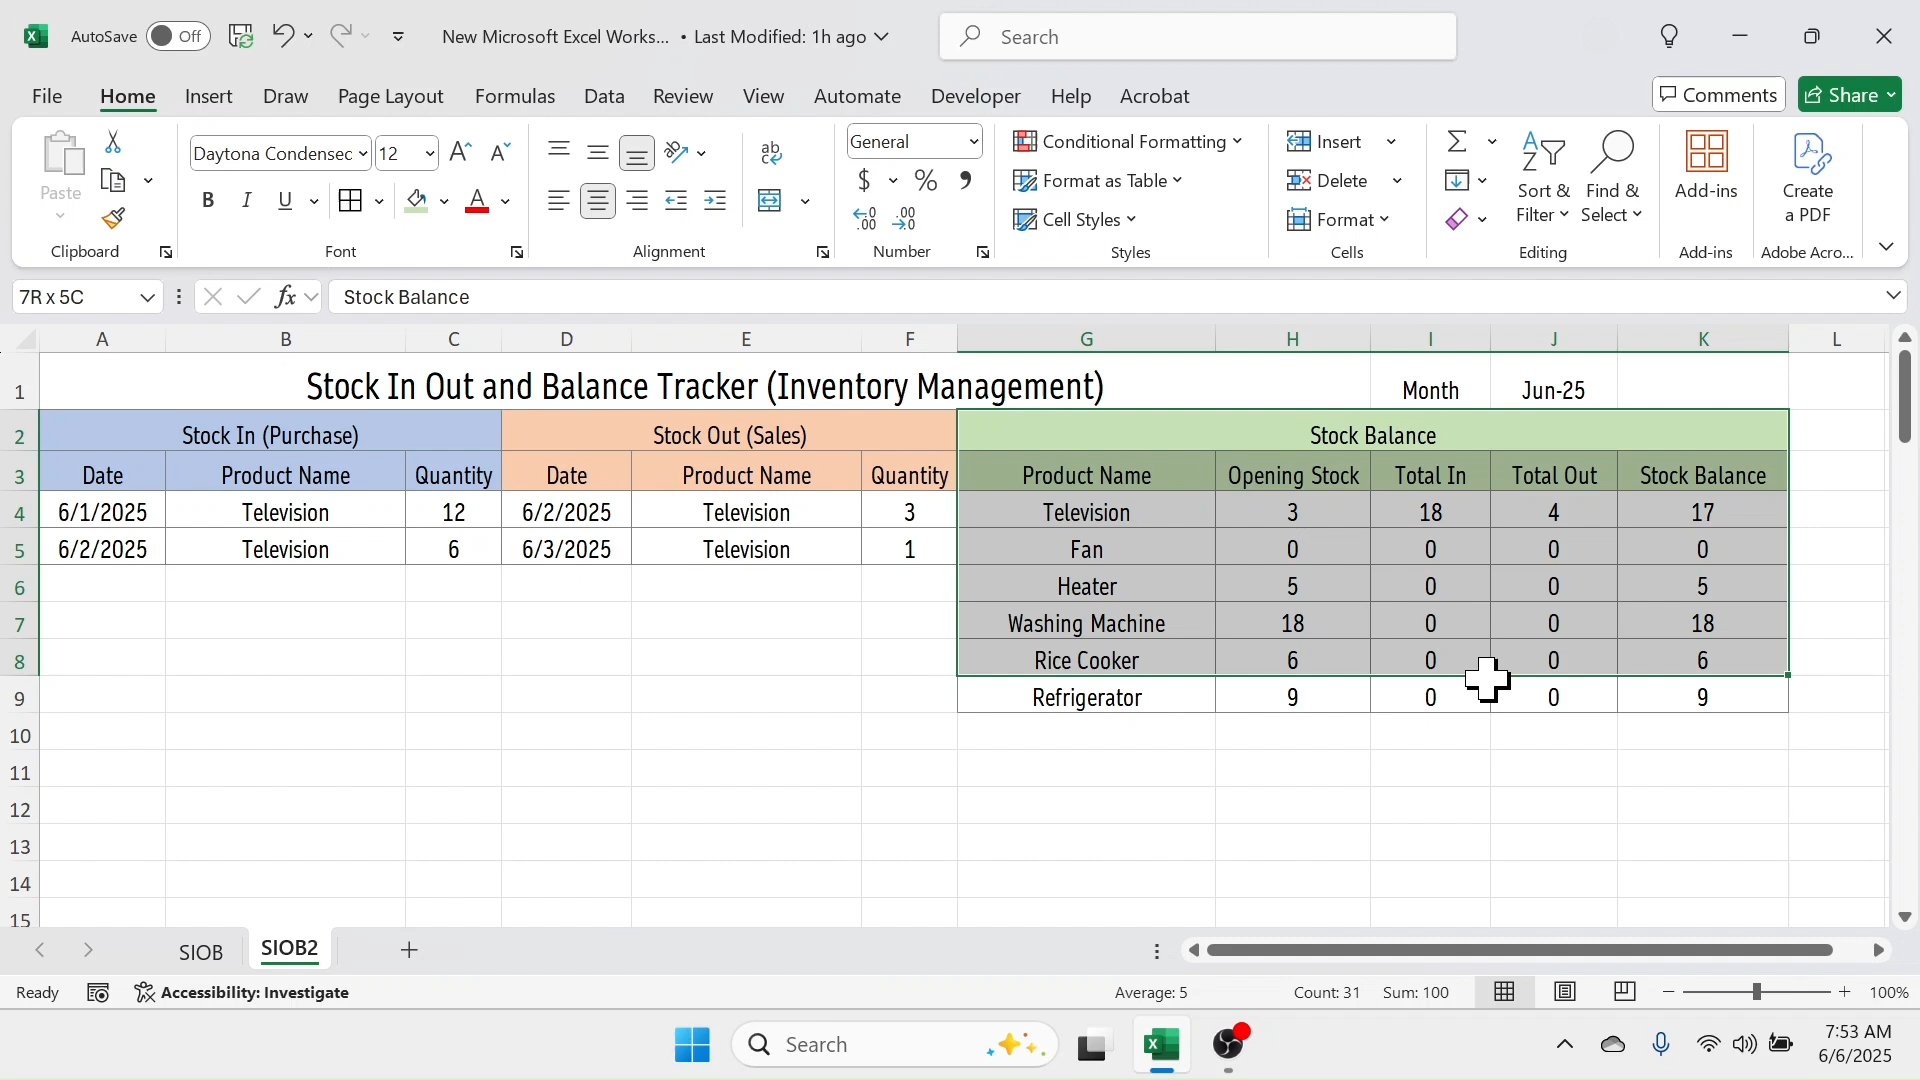 AutoSave Off New Microsoft Excel Works... • Last Modified: 1h ago Search
File Home Insert Draw Page Layout Formulas Data Review View Automate Developer Help Acrobat Comments Share
Paste
Clipboard
Daytona Condensec 12
B I U
Font
ab
Alignment
General
$ % 9
Number
Conditional Formatting
Format as Table
Cell Styles
Styles
Insert
Delete
Format
Cells
Sort &
Filter
Find &
Select
Editing
Add-ins
Add-ins
Create
a PDF
Adobe Acro...
7R x 5C fx Stock Balance
A B C D E F G H I J K L
1 Stock In Out and Balance Tracker (Inventory Management) Month Jun-25
2 Stock In (Purchase) Stock Out (Sales) Stock Balance
3 Date Product Name Quantity Date Product Name Quantity Product Name Opening Stock Total In Total Out Stock Balance
4 6/1/2025 Television 12 6/2/2025 Television 3 Television 3 18 4 17
5 6/2/2025 Television 6 6/3/2025 Television 1 Fan 0 0 0 0
6 Heater 5 0 0 5
7 Washing Machine 18 0 0 18
8 Rice Cooker 6 0 0 6
9 Refrigerator 9 0 0 9
10
11
12
13
14
15
SIOB SIOB2
Ready Accessibility: Investigate Average: 5 Count: 31 Sum: 100 100%
Search 7:53 AM
6/6/2025